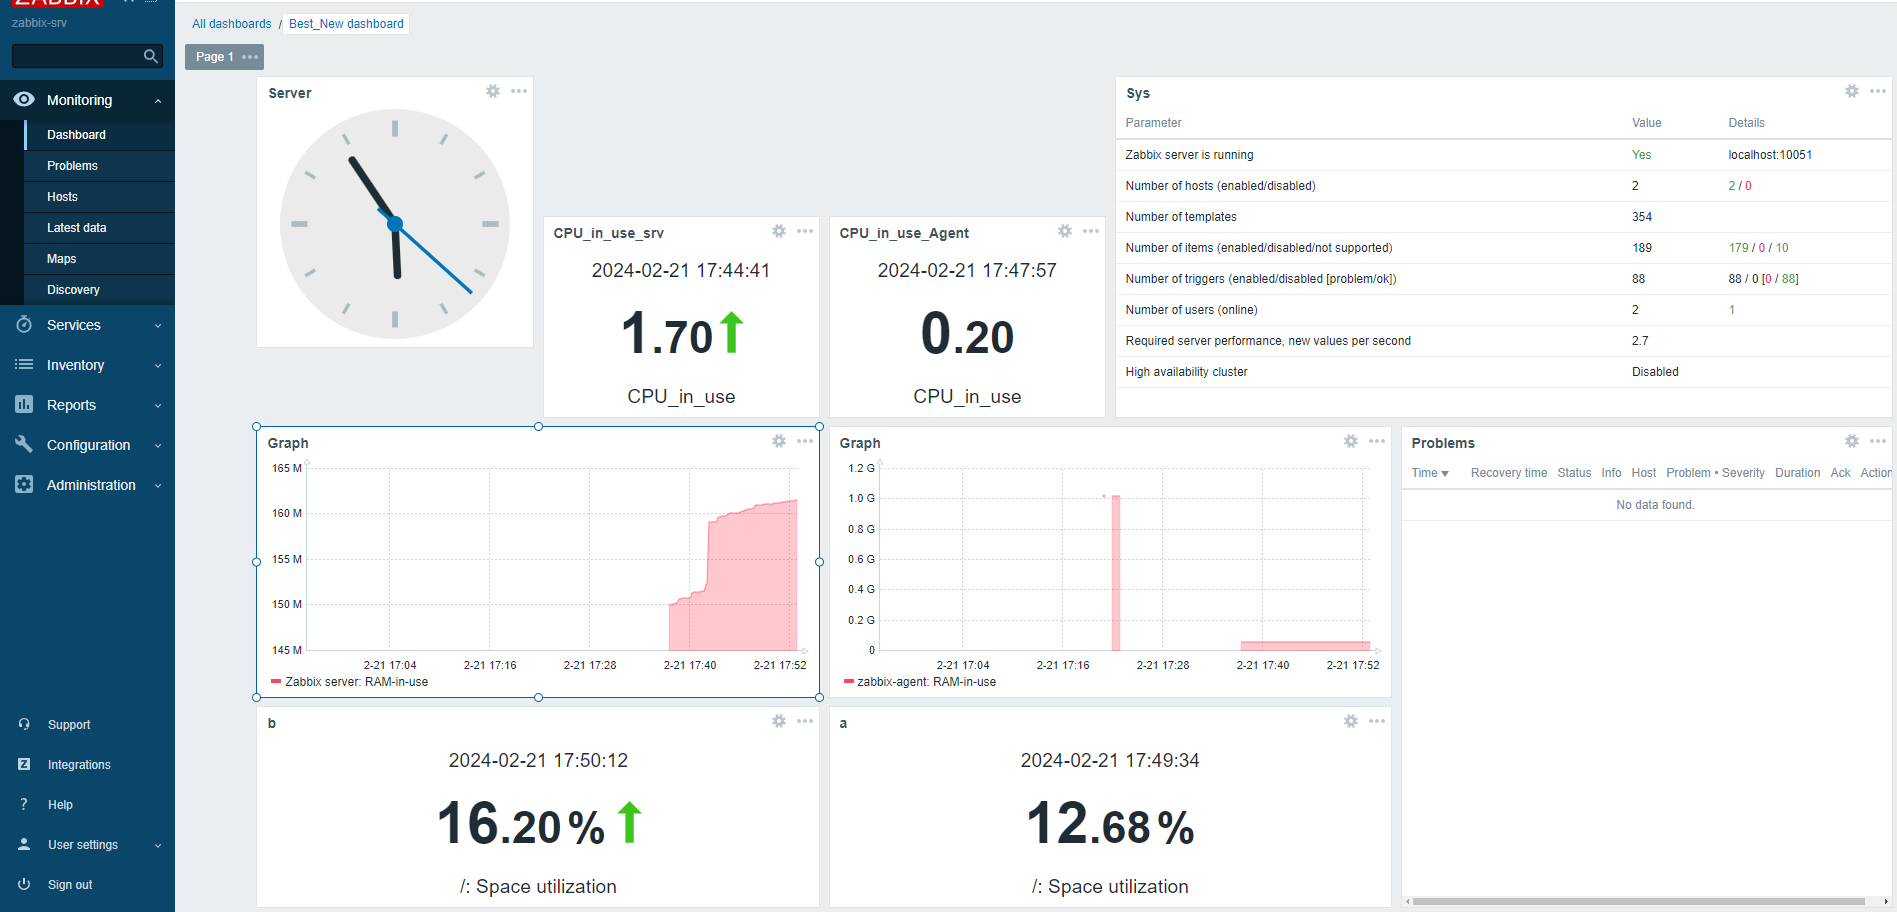 ZABBIX
zabbix-srv
Monitoring
Dashboard
Problems
Hosts
Latest data
Maps
Discovery
Services
Inventory
Reports
Configuration
Administration
Support
Integrations
Help
User settings
Sign out
All dashboards / Best_New dashboard
Page 1
Server
CPU_in_use_srv
2024-02-21 17:44:41
1.70
CPU_in_use
CPU_in_use_Agent
2024-02-21 17:47:57
0.20
CPU_in_use
Sys
Parameter Value Details
Zabbix server is running Yes localhost:10051
Number of hosts (enabled/disabled) 2 2 / 0
Number of templates 354
Number of items (enabled/disabled/not supported) 189 179 / 0 / 10
Number of triggers (enabled/disabled [problem/ok]) 88 88 / 0 [0 / 88]
Number of users (online) 2 1
Required server performance, new values per second 2.7
High availability cluster Disabled
Graph
165 M
160 M
155 M
150 M
145 M
2-21 17:04 2-21 17:16 2-21 17:28 2-21 17:40 2-21 17:52
Zabbix server: RAM-in-use
Graph
1.2 G
1.0 G
0.8 G
0.6 G
0.4 G
0.2 G
0
2-21 17:04 2-21 17:16 2-21 17:28 2-21 17:40 2-21 17:52
zabbix-agent: RAM-in-use
Problems
Time Recovery time Status Info Host Problem • Severity Duration Ack Action
No data found.
b
2024-02-21 17:50:12
16.20 %
/: Space utilization
a
2024-02-21 17:49:34
12.68 %
/: Space utilization